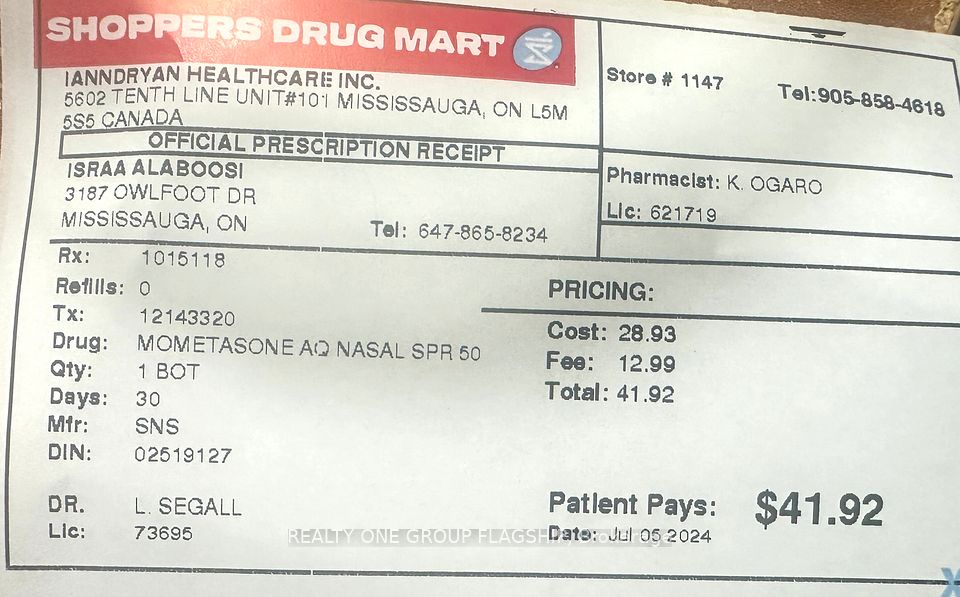 SHOPPERS DRUG MART
IANNDRYAN HEALTHCARE INC.
5602 TENTH LINE UNIT#101 MISSISSAUGA, ON L5M
5S5 CANADA
Store # 1147
Tel:905-858-4618
OFFICIAL PRESCRIPTION RECEIPT
ISRAA ALABOOSI
3187 OWLFOOT DR
MISSISSAUGA, ON Tel: 647-865-8234
Pharmacist: K. OGARO
Lic: 621719
Rx: 1015118
Refills: 0
Tx: 12143320
Drug: MOMETASONE AQ NASAL SPR 50
Qty: 1 BOT
Days: 30
Mfr: SNS
DIN: 02519127
DR. L. SEGALL
Lic: 73695
PRICING:
Cost: 28.93
Fee: 12.99
Total: 41.92
Patient Pays: $41.92
Date: Jul 05 2024
REALTY ONE GROUP FLAGSHIP, Brokerage